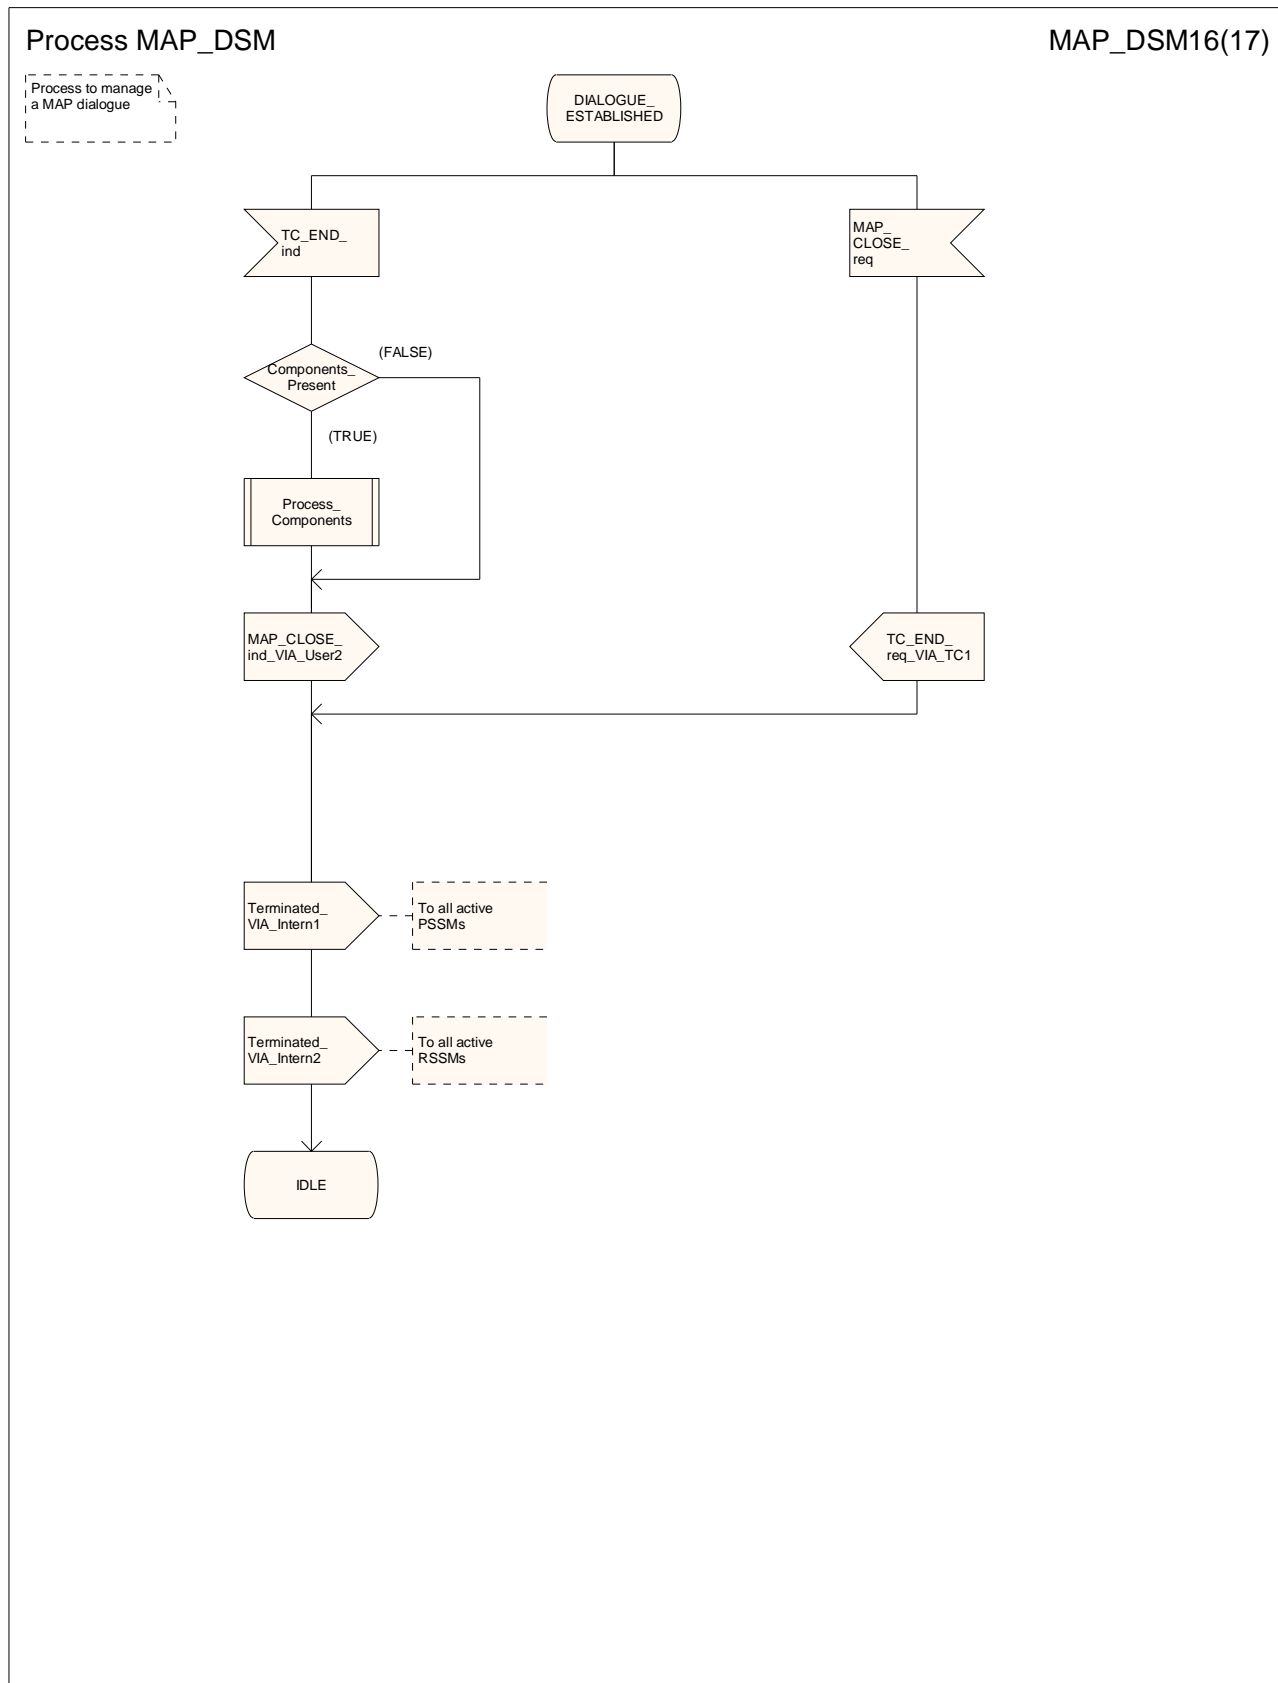 Process MAP_DSM
MAP_DSM16(17)
Process to manage
a MAP dialogue
DIALOGUE_
ESTABLISHED
TC_END_
ind
MAP_
CLOSE_
req
(FALSE)
Components_
Present
(TRUE)
Process_
Components
MAP_CLOSE_
ind_VIA_User2
TC_END_
req_VIA_TC1
Terminated_
VIA_Intern1
To all active
PSSMs
Terminated_
VIA_Intern2
To all active
RSSMs
IDLE